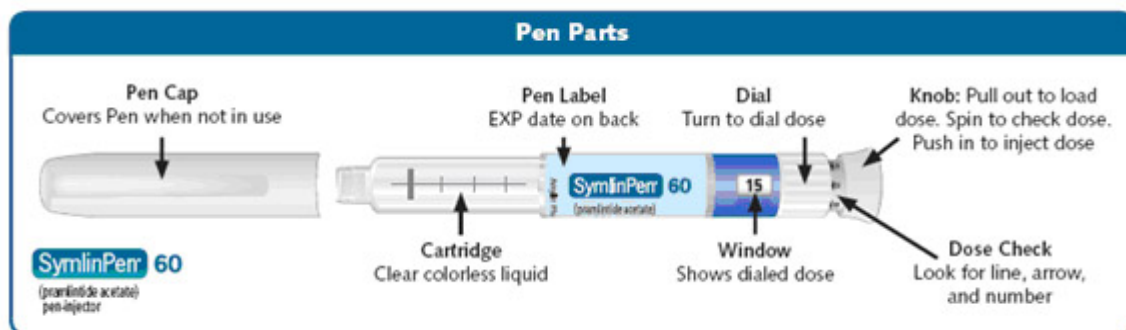 Pen Parts
Pen Cap
Covers Pen when not in use
Pen Label
EXP date on back
Dial
Turn to dial dose
Knob: Pull out to load
dose. Spin to check dose.
Push in to inject dose
SymlinPen 60
(pramlintide acetate)
15
Cartridge
Clear colorless liquid
Window
Shows dialed dose
Dose Check
Look for line, arrow,
and number
SymlinPen 60
(pramlintide acetate)
pen-injector